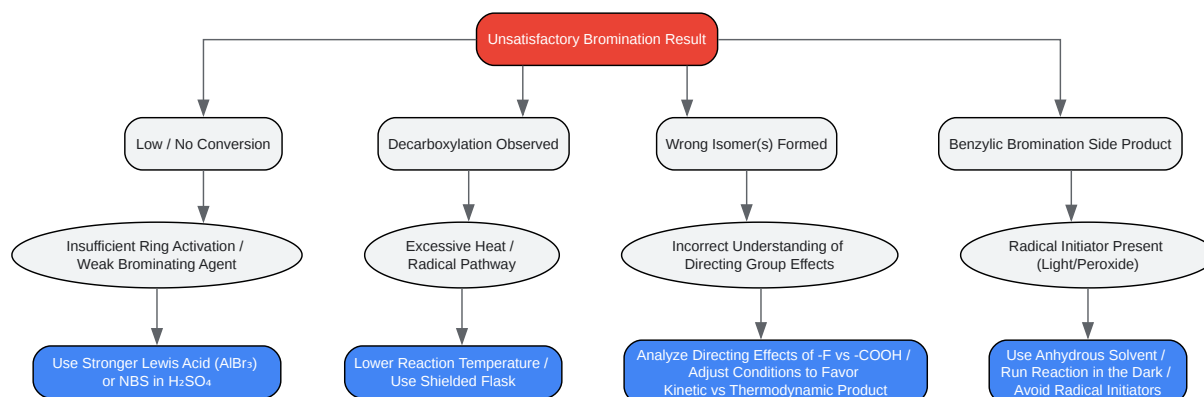 Unsatisfactory Bromination Result
Low / No Conversion
Decarboxylation Observed
Wrong Isomer(s) Formed
Benzylic Bromination Side Product
Insufficient Ring Activation /
Weak Brominating Agent
Excessive Heat /
Radical Pathway
Incorrect Understanding of
Directing Group Effects
Radical Initiator Present
(Light/Peroxide)
Use Stronger Lewis Acid (AlBr₃)
or NBS in H₂SO₄
Lower Reaction Temperature /
Use Shielded Flask
Analyze Directing Effects of -F vs -COOH /
Adjust Conditions to Favor
Kinetic vs Thermodynamic Product
Use Anhydrous Solvent /
Run Reaction in the Dark /
Avoid Radical Initiators